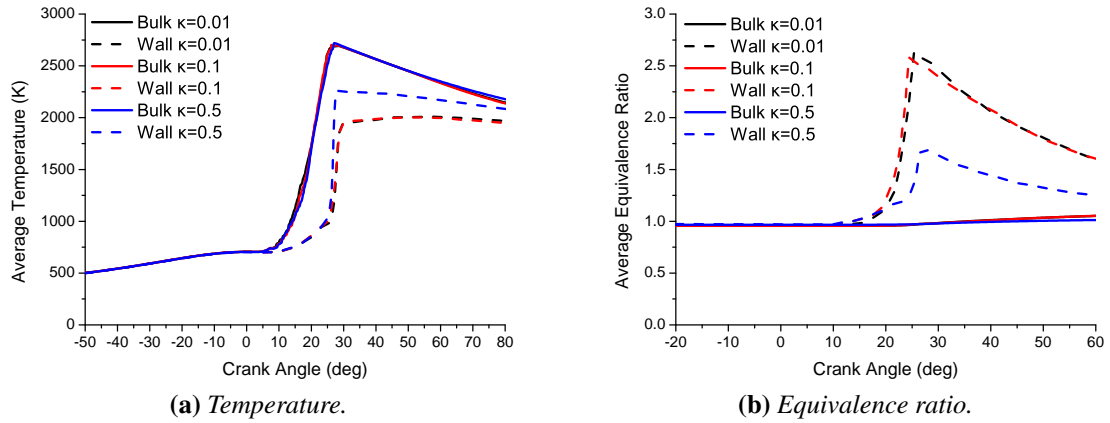 Bulk κ=0.01
Wall κ=0.01
Bulk κ=0.1
Wall κ=0.1
Bulk κ=0.5
Wall κ=0.5
Average Temperature (K)
3000
2500
2000
1500
1000
500
0
-50 -40 -30 -20 -10 0 10 20 30 40 50 60 70 80
Crank Angle (deg)
(a) Temperature.
Bulk κ=0.01
Wall κ=0.01
Bulk κ=0.1
Wall κ=0.1
Bulk κ=0.5
Wall κ=0.5
Average Equivalence Ratio
3.0
2.5
2.0
1.5
1.0
0.5
0.0
-20 -10 0 10 20 30 40 50 60
Crank Angle (deg)
(b) Equivalence ratio.